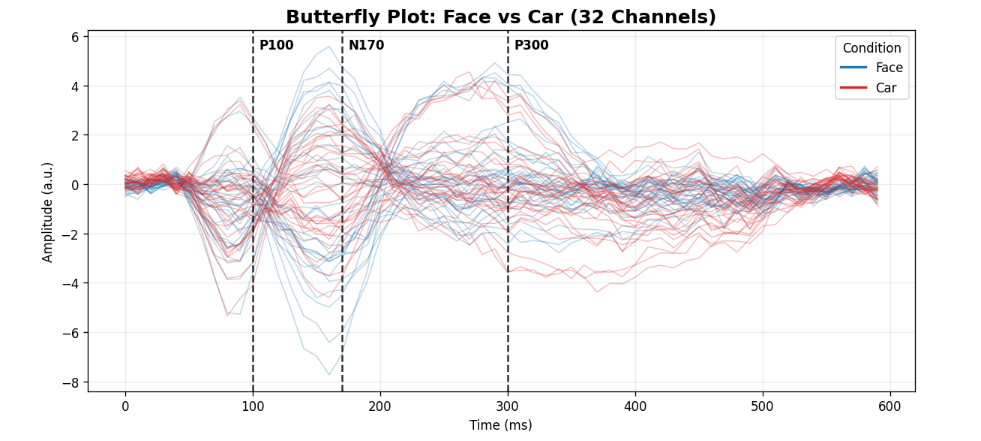 Butterfly Plot: Face vs Car (32 Channels)
P100
N170
P300
Condition
Face
Car
Amplitude (a.u.)
6
4
2
0
−2
−4
−6
−8
0
100
200
300
400
500
600
Time (ms)